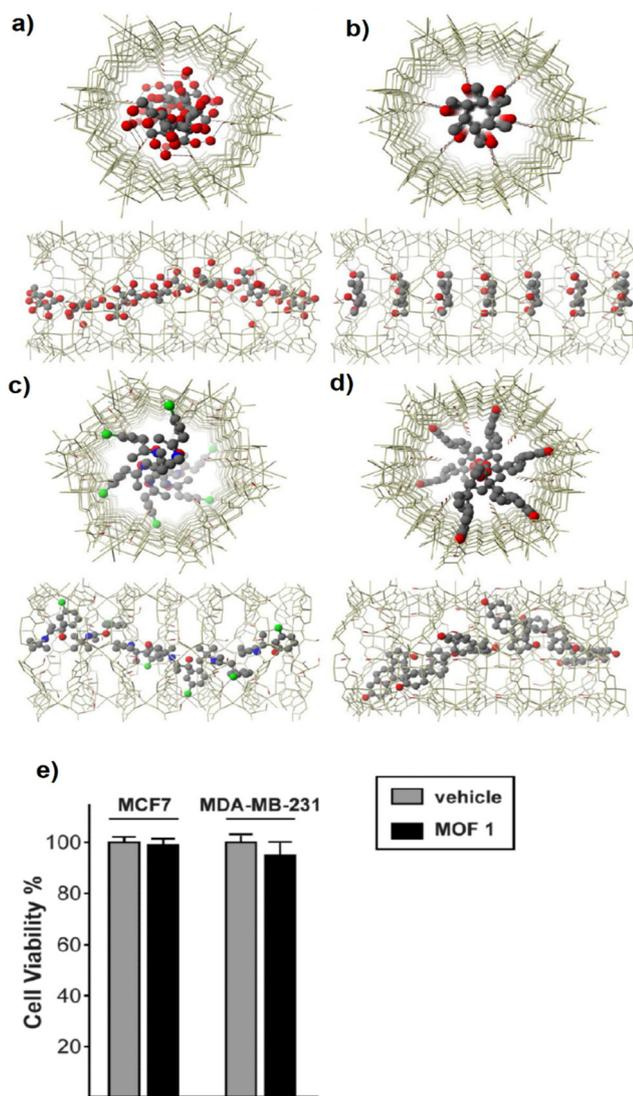 a)
b)
c)
d)
e)
MCF7 MDA-MB-231
vehicle
MOF 1
100
80
60
40
20
Cell Viability %